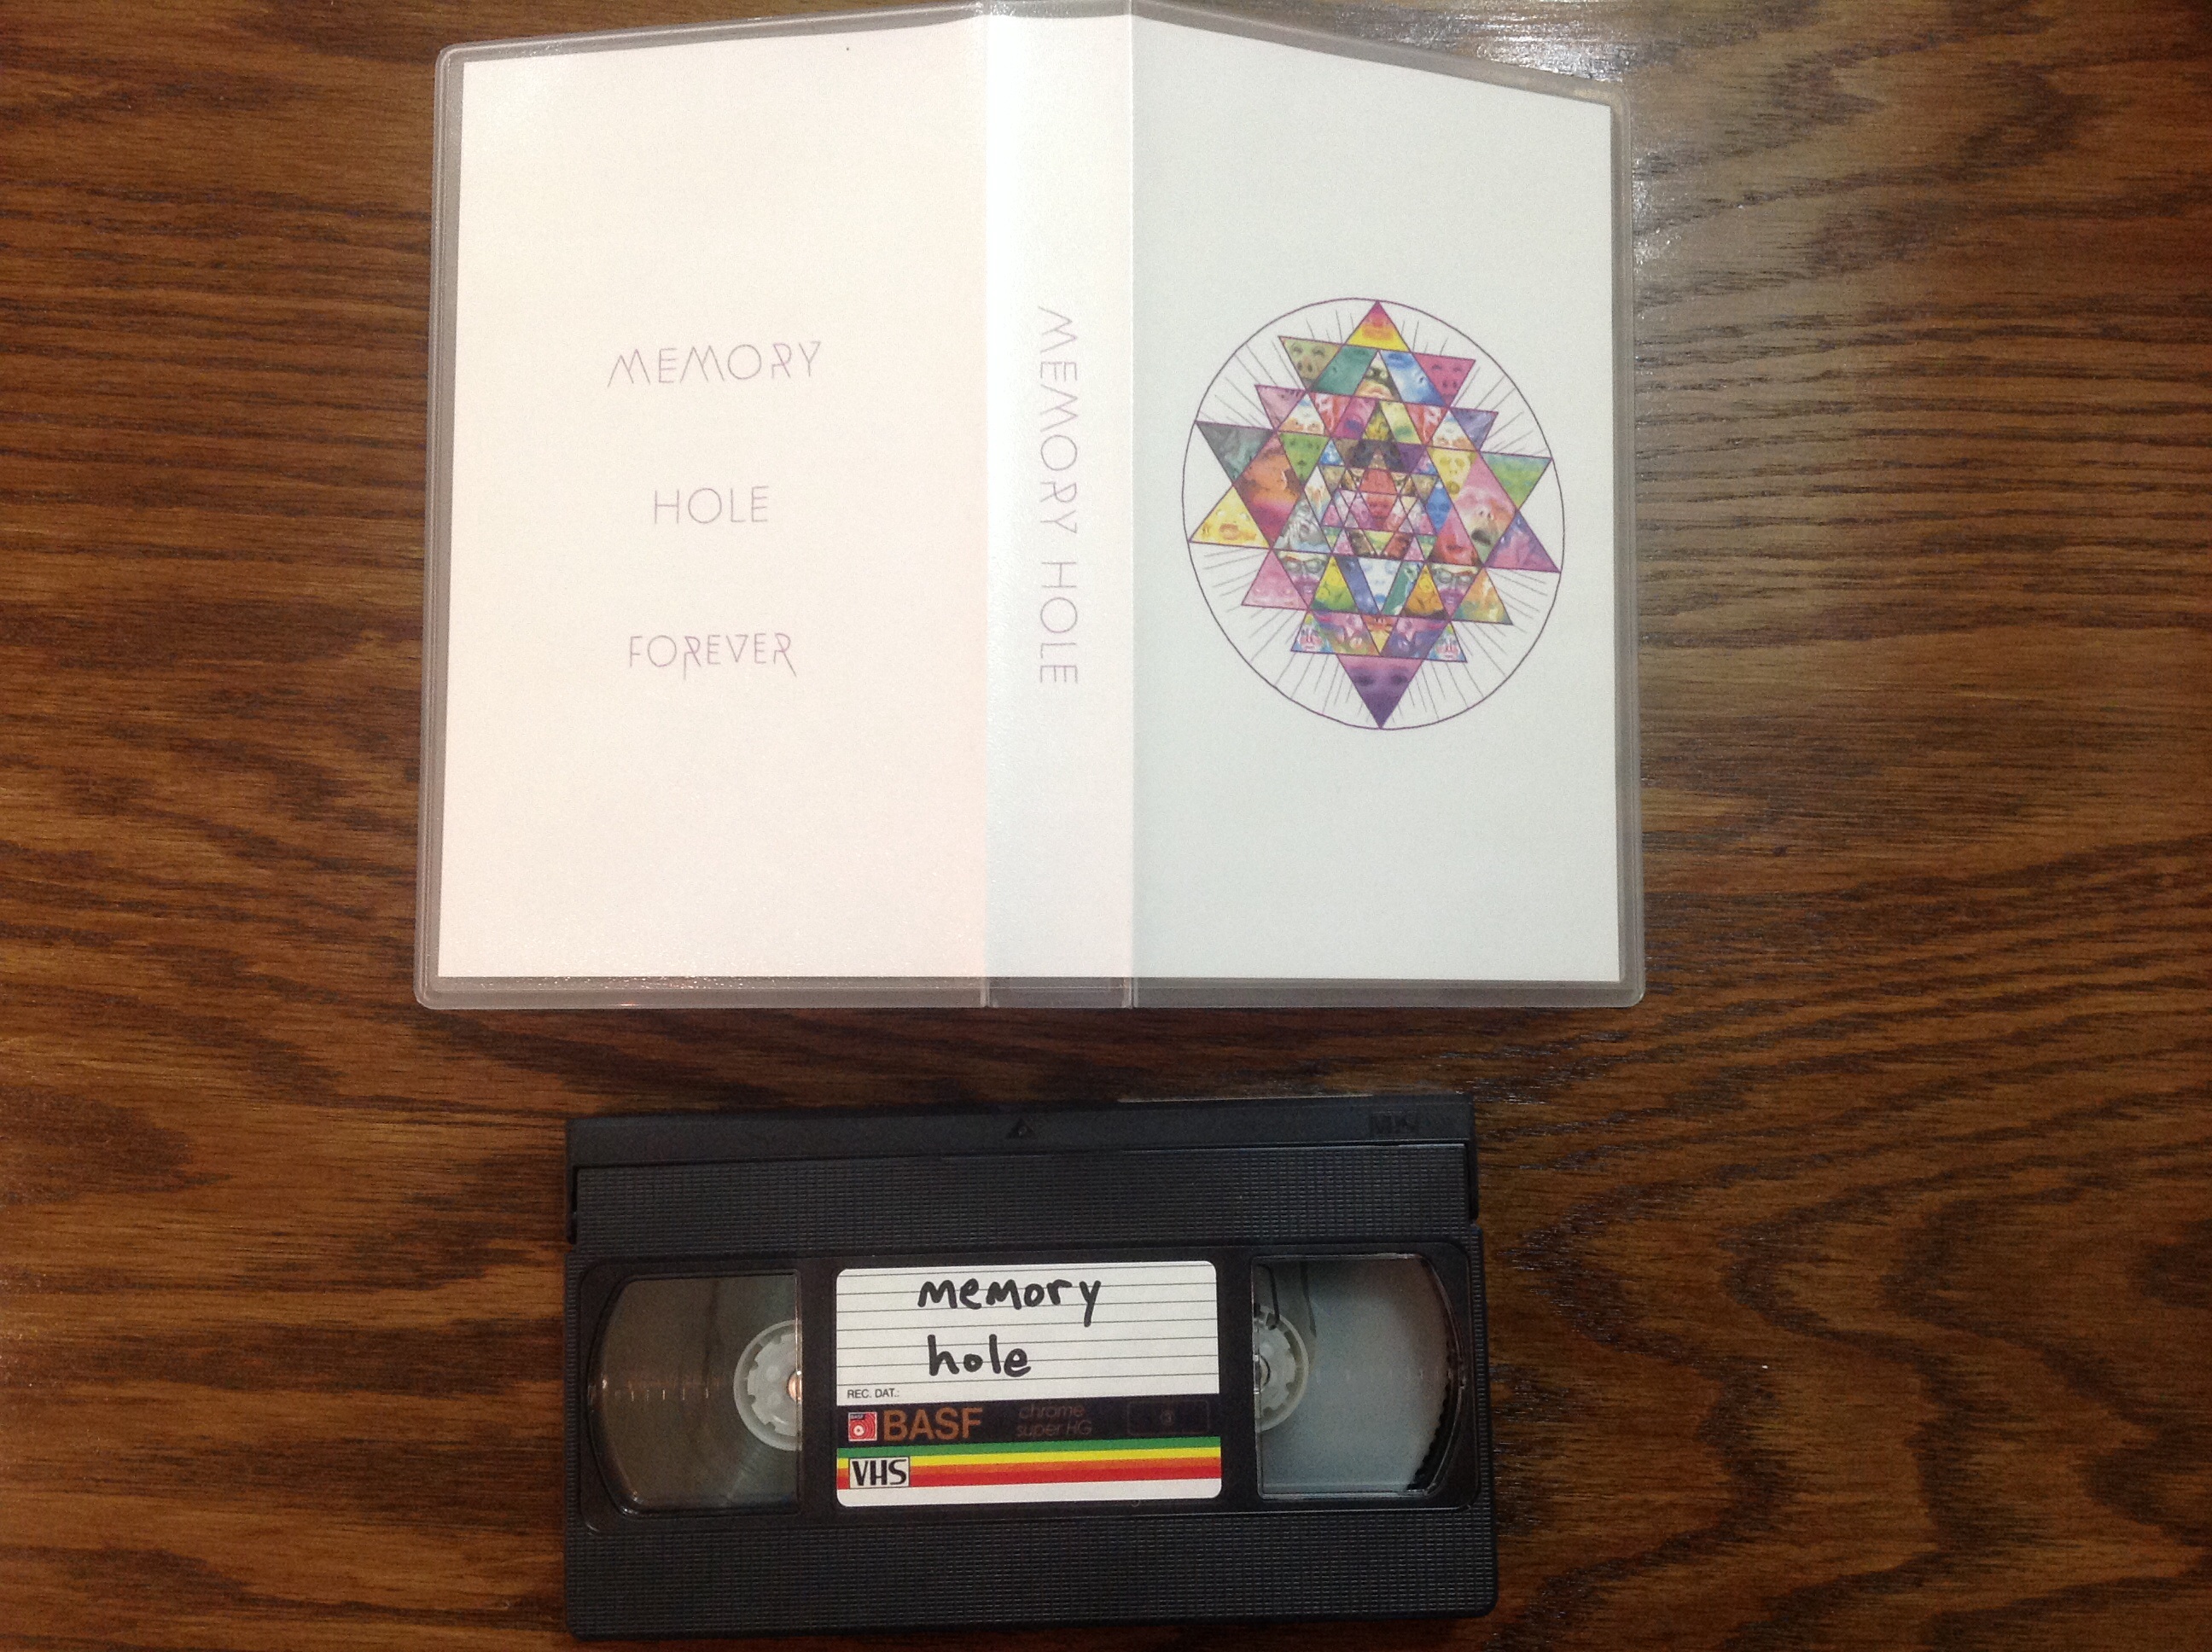 MEMORY
HOLE
FOREVER
MEMORY HOLE
memory
hole
REC. DAT.:
BASF
chrome
super HG
VHS